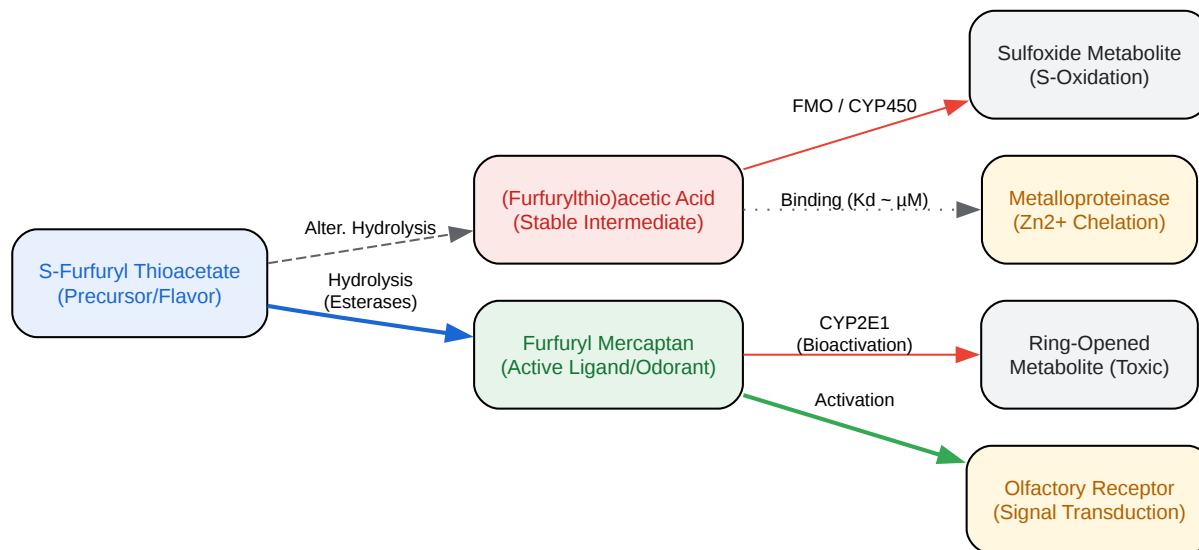 Sulfoxide Metabolite
(S-Oxidation)
FMO / CYP450
(Furfurylthio)acetic Acid
(Stable Intermediate)
Binding (Kd ~ µM)
Metalloproteinase
(Zn2+ Chelation)
Alter. Hydrolysis
S-Furfuryl Thioacetate
(Precursor/Flavor)
Hydrolysis
(Esterases)
Furfuryl Mercaptan
(Active Ligand/Odorant)
CYP2E1
(Bioactivation)
Ring-Opened
Metabolite (Toxic)
Activation
Olfactory Receptor
(Signal Transduction)